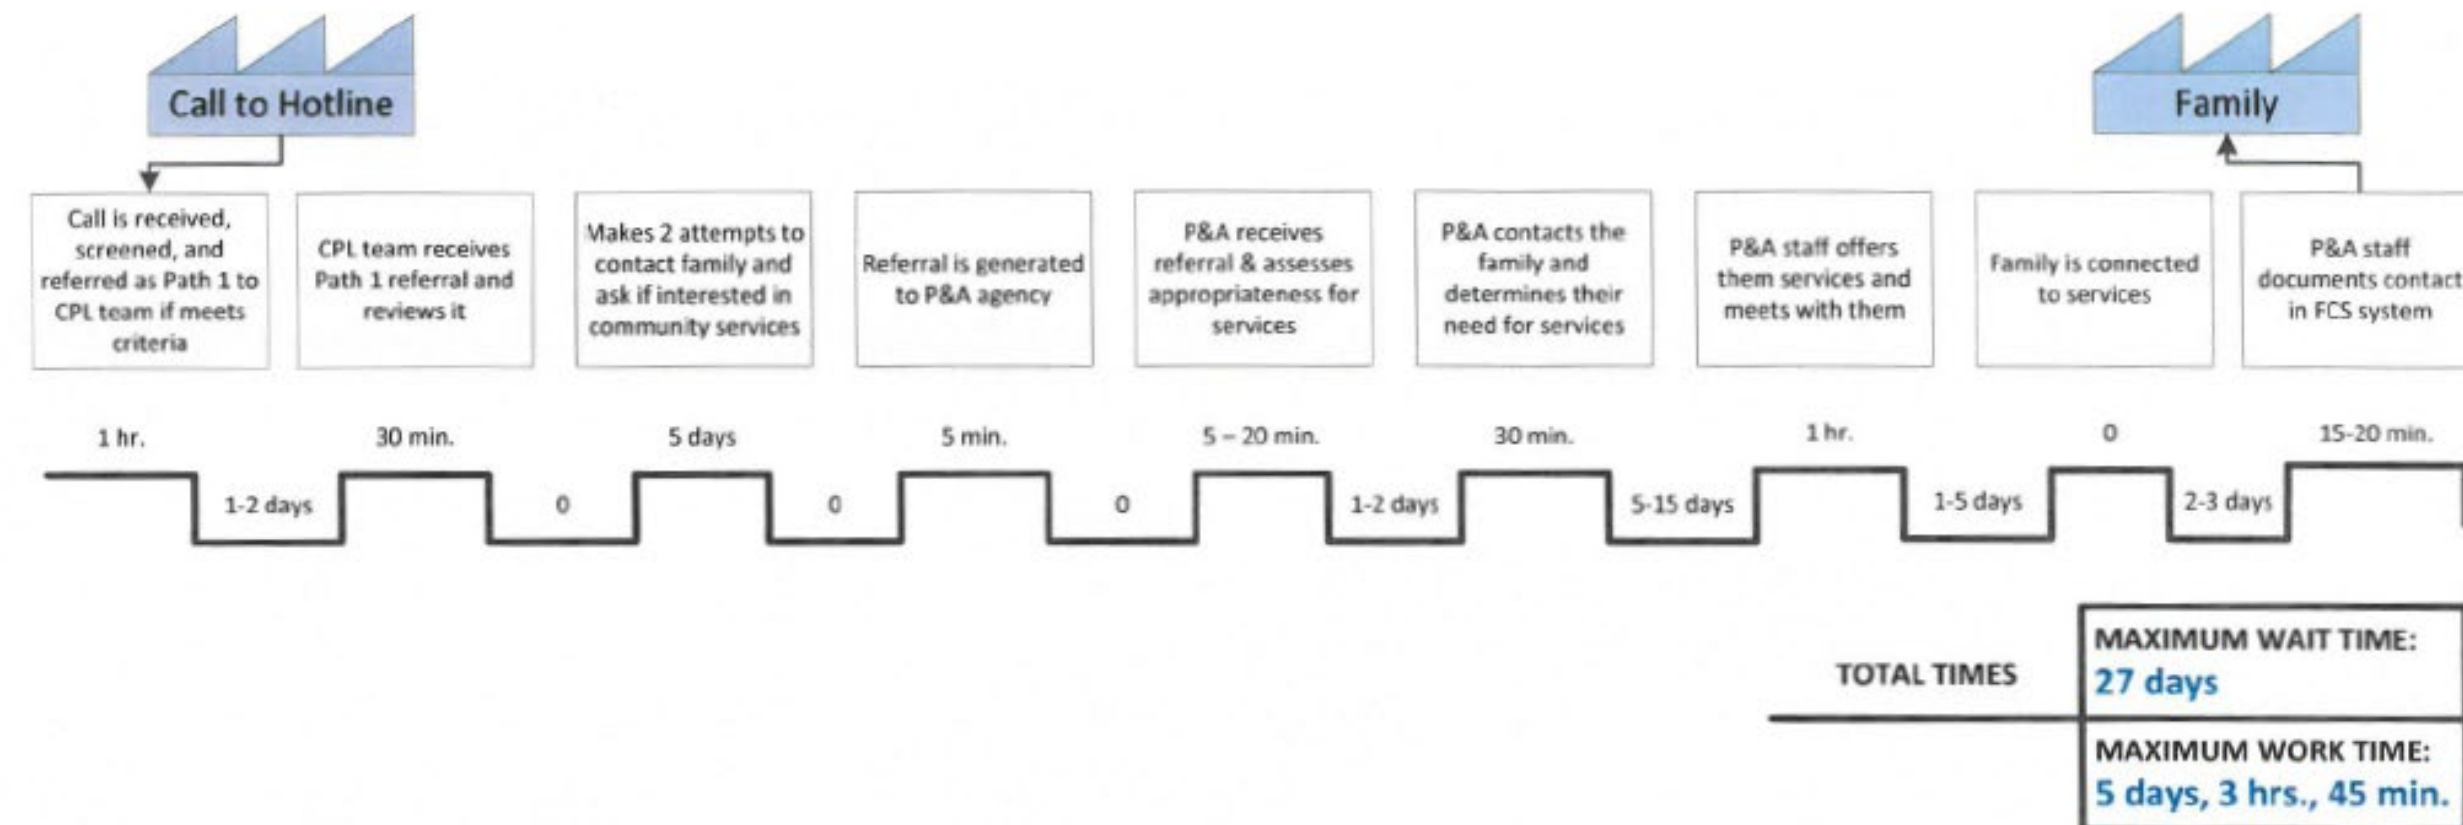 Call to Hotline
Family
Call is received,
screened, and
referred as Path 1 to
CPL team if meets
criteria
CPL team receives
Path 1 referral and
reviews it
Makes 2 attempts to
contact family and
ask if interested in
community services
Referral is generated
to P&A agency
P&A receives
referral & assesses
appropriateness for
services
P&A contacts the
family and
determines their
need for services
P&A staff offers
them services and
meets with them
Family is connected
to services
P&A staff
documents contact
in FCS system
1 hr.
30 min.
5 days
5 min.
5 – 20 min.
30 min.
1 hr.
0
15-20 min.
1-2 days
0
0
0
1-2 days
5-15 days
1-5 days
2-3 days
TOTAL TIMES
MAXIMUM WAIT TIME:
27 days
MAXIMUM WORK TIME:
5 days, 3 hrs., 45 min.